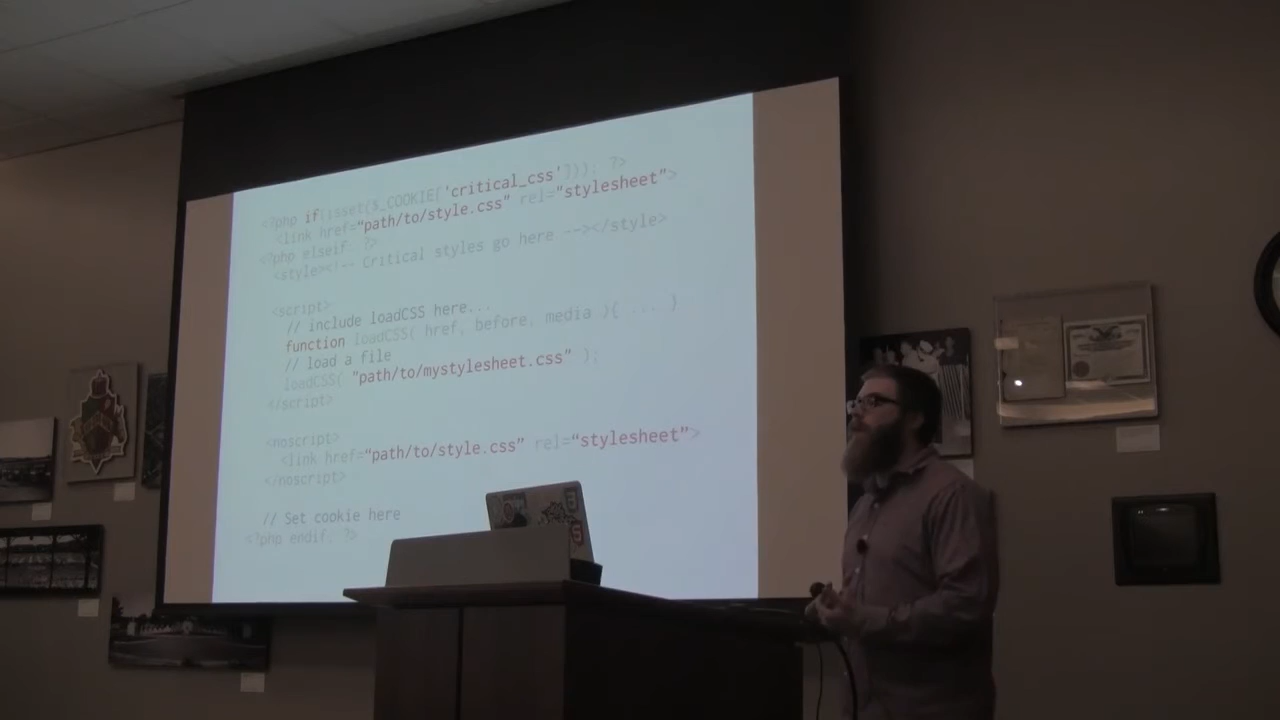 <?php if(isset($_COOKIE['critical_css'])): ?>
<link href="path/to/style.css" rel="stylesheet">
<?php elseif: ?>
<style><!-- Critical styles go here --></style>
<script>
// include loadCSS here...
function loadCSS( href, before, media ){ ... }
// load a file
loadCSS( "path/to/mystylesheet.css" );
</script>
<noscript>
<link href="path/to/style.css" rel="stylesheet">
</noscript>
// Set cookie here
<?php endif; ?>